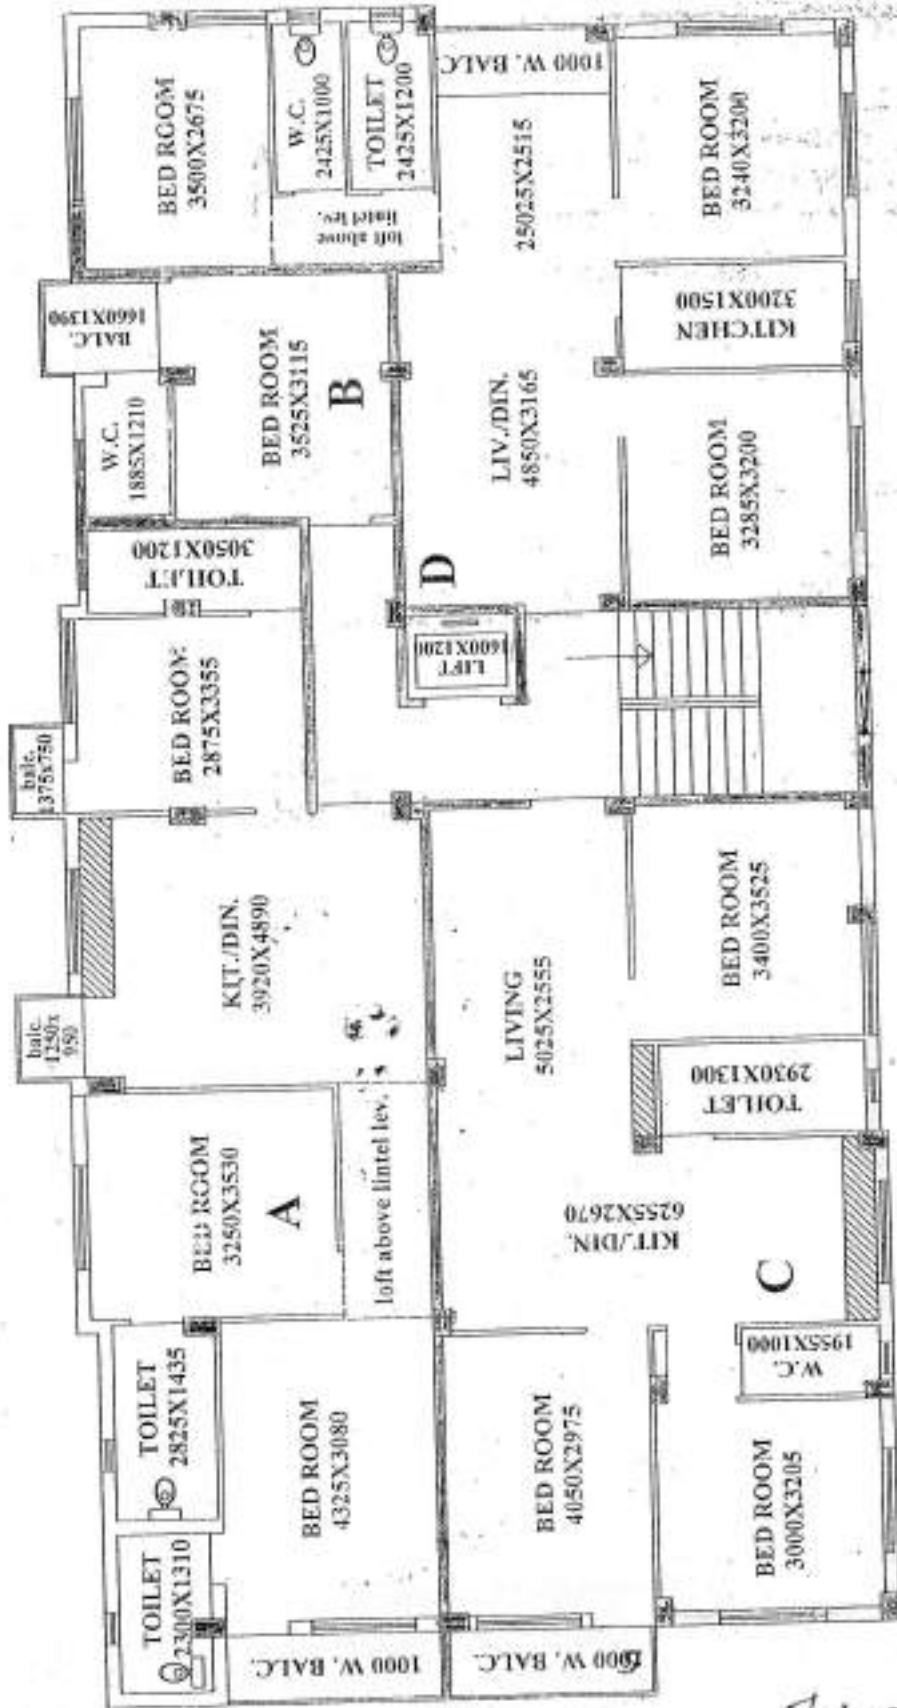 BED ROOM
3500X2675
W.C.
2425X1000
TOILET
2425X1200
1000 W. BALC.
loft above
lintel lev.
25025X2515
BED ROOM
3240X3200
BALC.
1660X1390
BED ROOM
3525X3115
B
W.C.
1885X1210
KITCHEN
3200X1500
LIV./DIN.
4850X3165
BED ROOM
3285X3200
TOILET
3050X1200
D
LIFT
1600X1200
BED ROOM
2875X3355
balc.
1375x750
KIT./DIN.
3920X4890
balc.
1250x
950
LIVING
5025X2555
BED ROOM
3400X3525
TOILET
2930X1300
BED ROOM
3250X3530
A
loft above lintel lev.
KIT./DIN.
6255X2670
C
W.C.
1955X1000
TOILET
2825X1435
TOILET
2300X1310
BED ROOM
4325X3080
BED ROOM
4050X2975
BED ROOM
3000X3205
1000 W. BALC.
W. BALC.